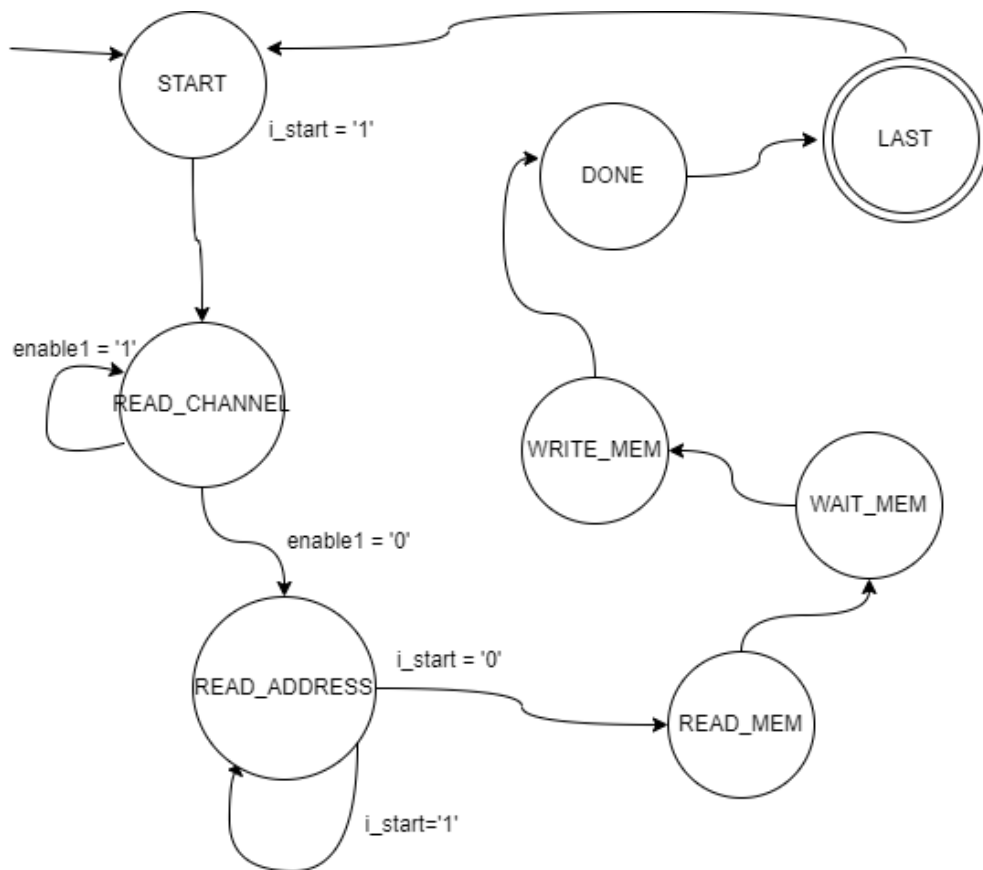 START
i_start = '1'
DONE
LAST
enable1 = '1'
READ_CHANNEL
WRITE_MEM
WAIT_MEM
enable1 = '0'
READ_ADDRESS
i_start = '0'
READ_MEM
i_start='1'